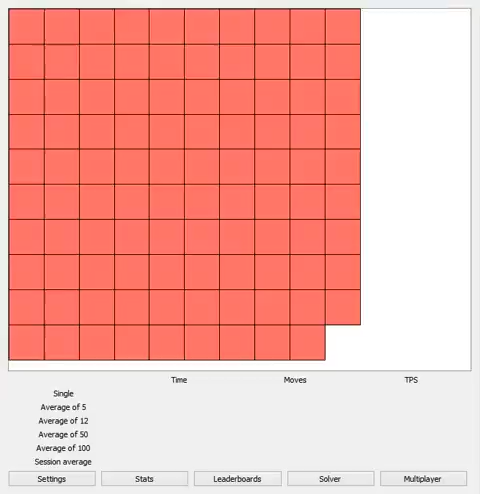 Time Moves TPS
Single
Average of 5
Average of 12
Average of 50
Average of 100
Session average
Settings Stats Leaderboards Solver Multiplayer